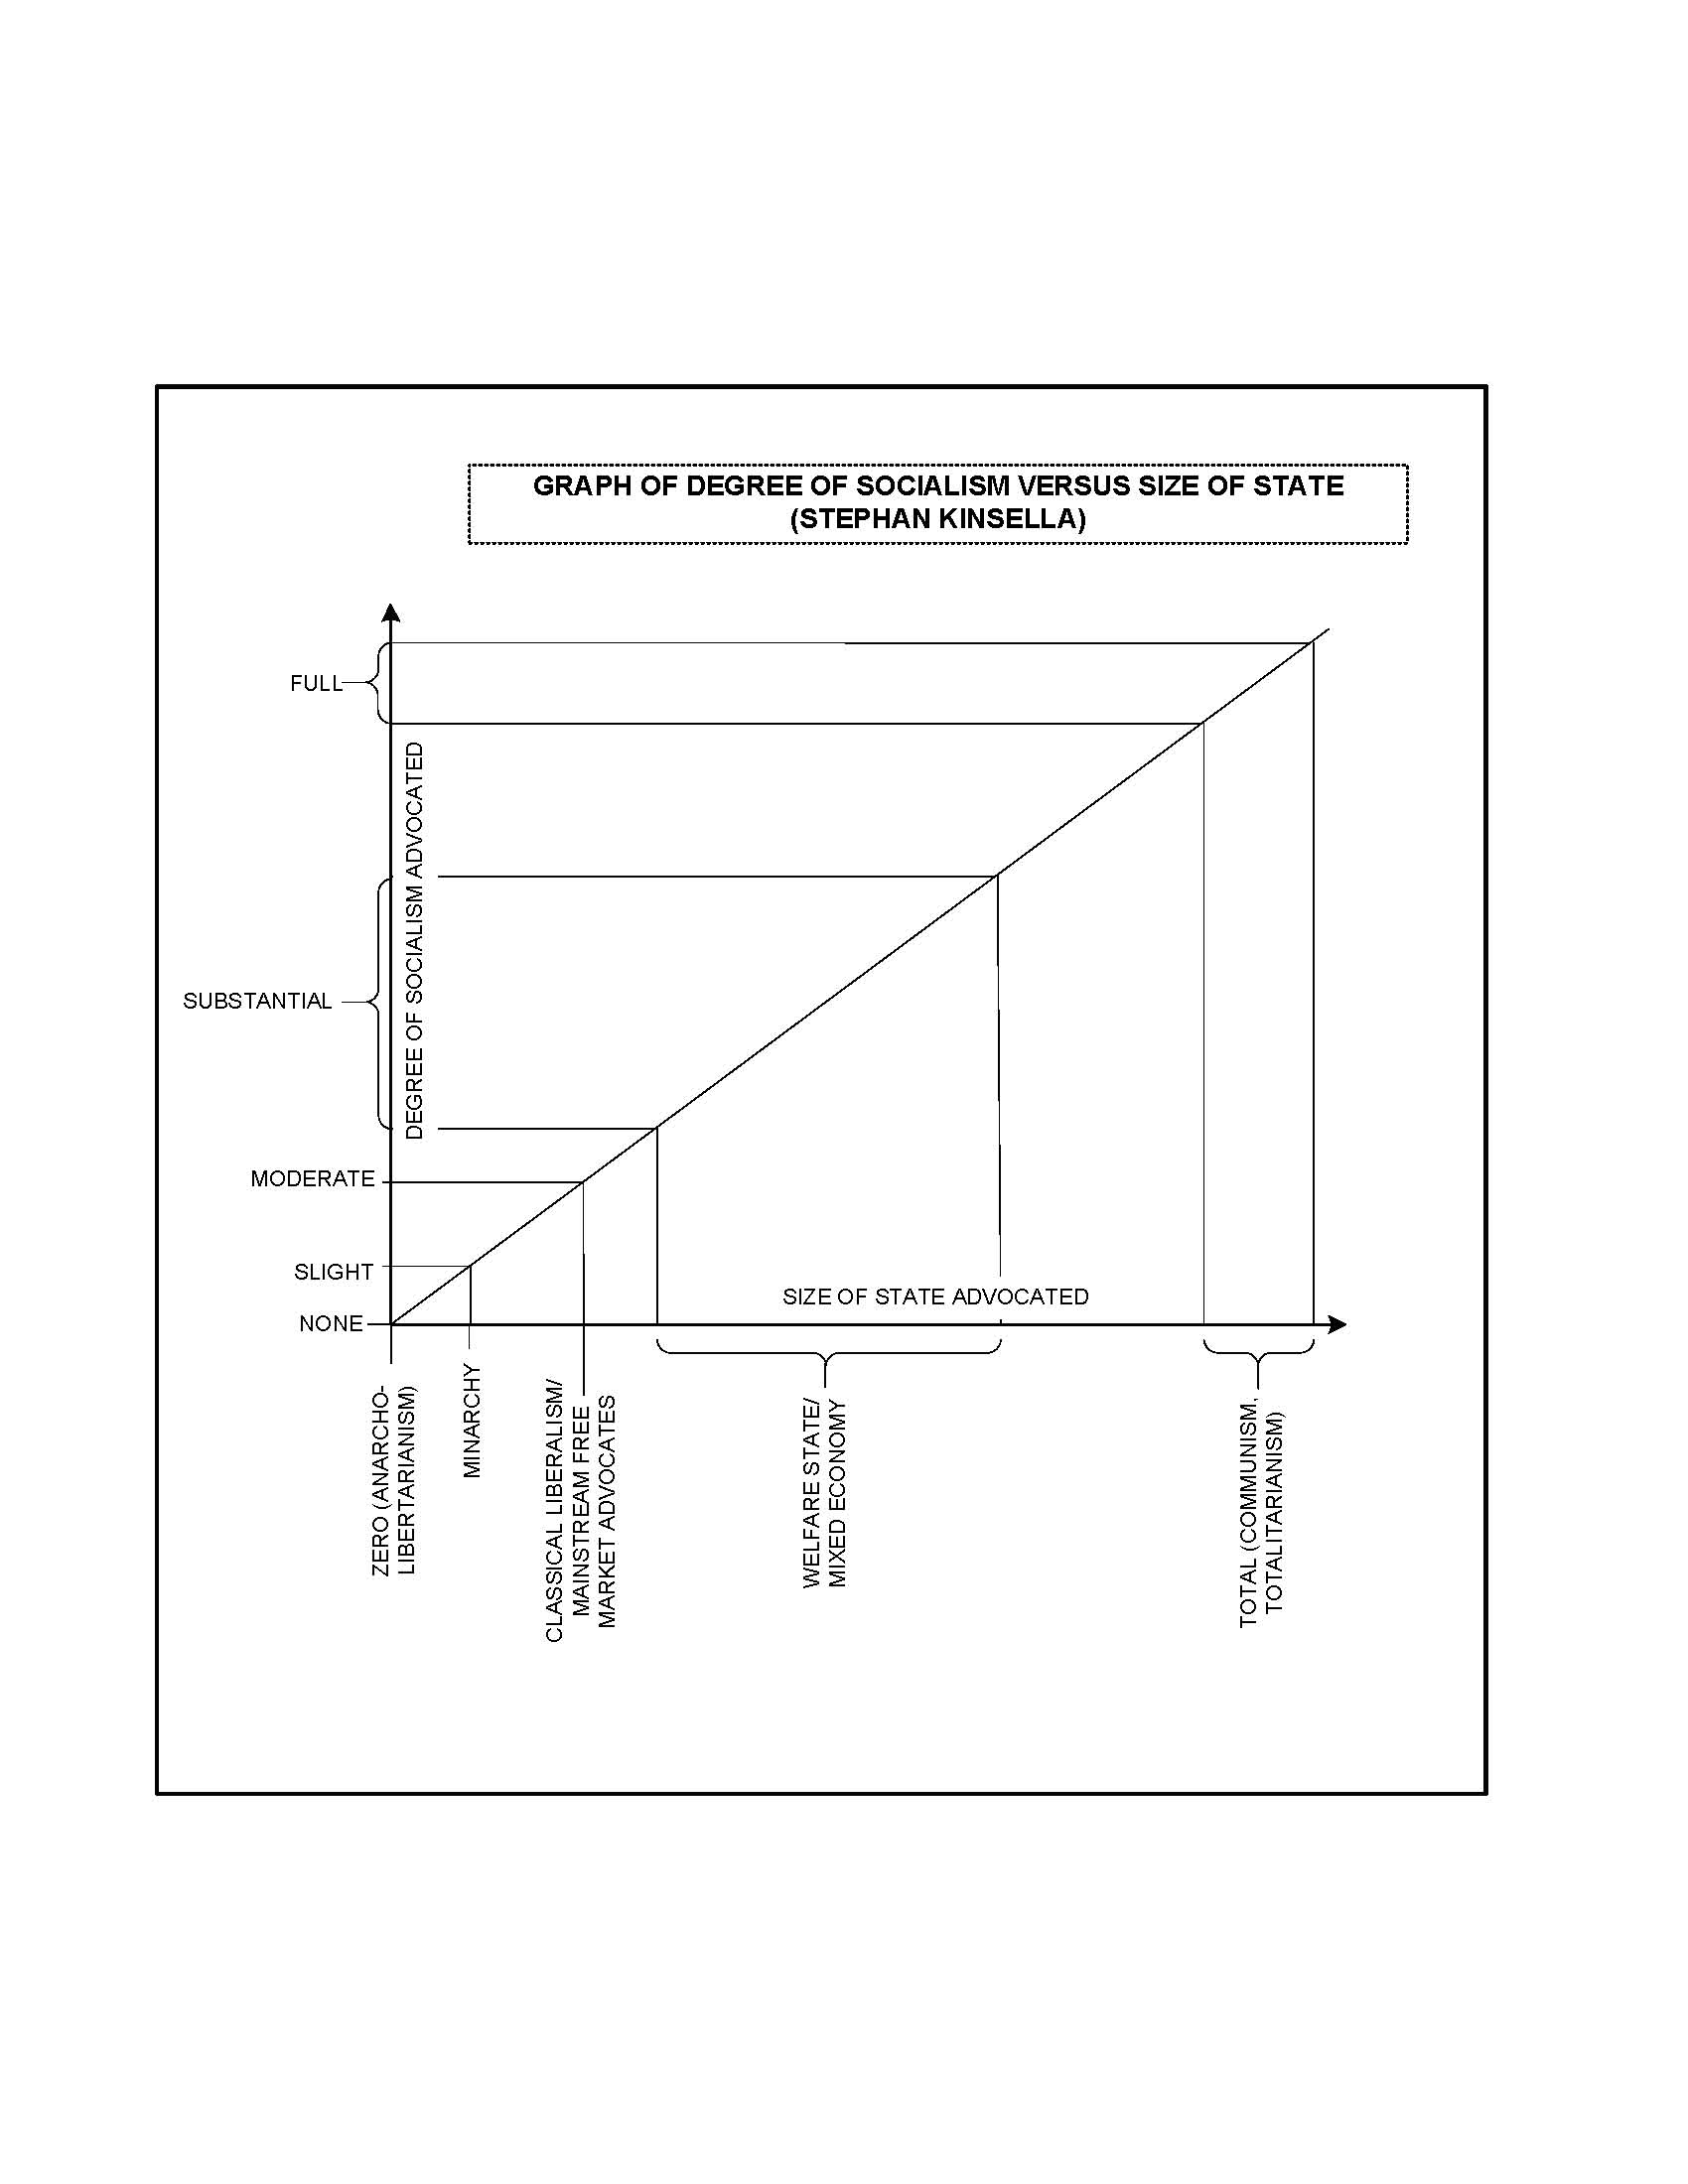 GRAPH OF DEGREE OF SOCIALISM VERSUS SIZE OF STATE
(STEPHAN KINSELLA)
FULL
DEGREE OF SOCIALISM ADVOCATED
SUBSTANTIAL
MODERATE
SLIGHT
NONE
SIZE OF STATE ADVOCATED
ZERO (ANARCHO-
LIBERTARIANISM)
MINARCHY
CLASSICAL LIBERALISM/
MAINSTREAM FREE
MARKET ADVOCATES
WELFARE STATE/
MIXED ECONOMY
TOTAL (COMMUNISM,
TOTALITARIANISM)